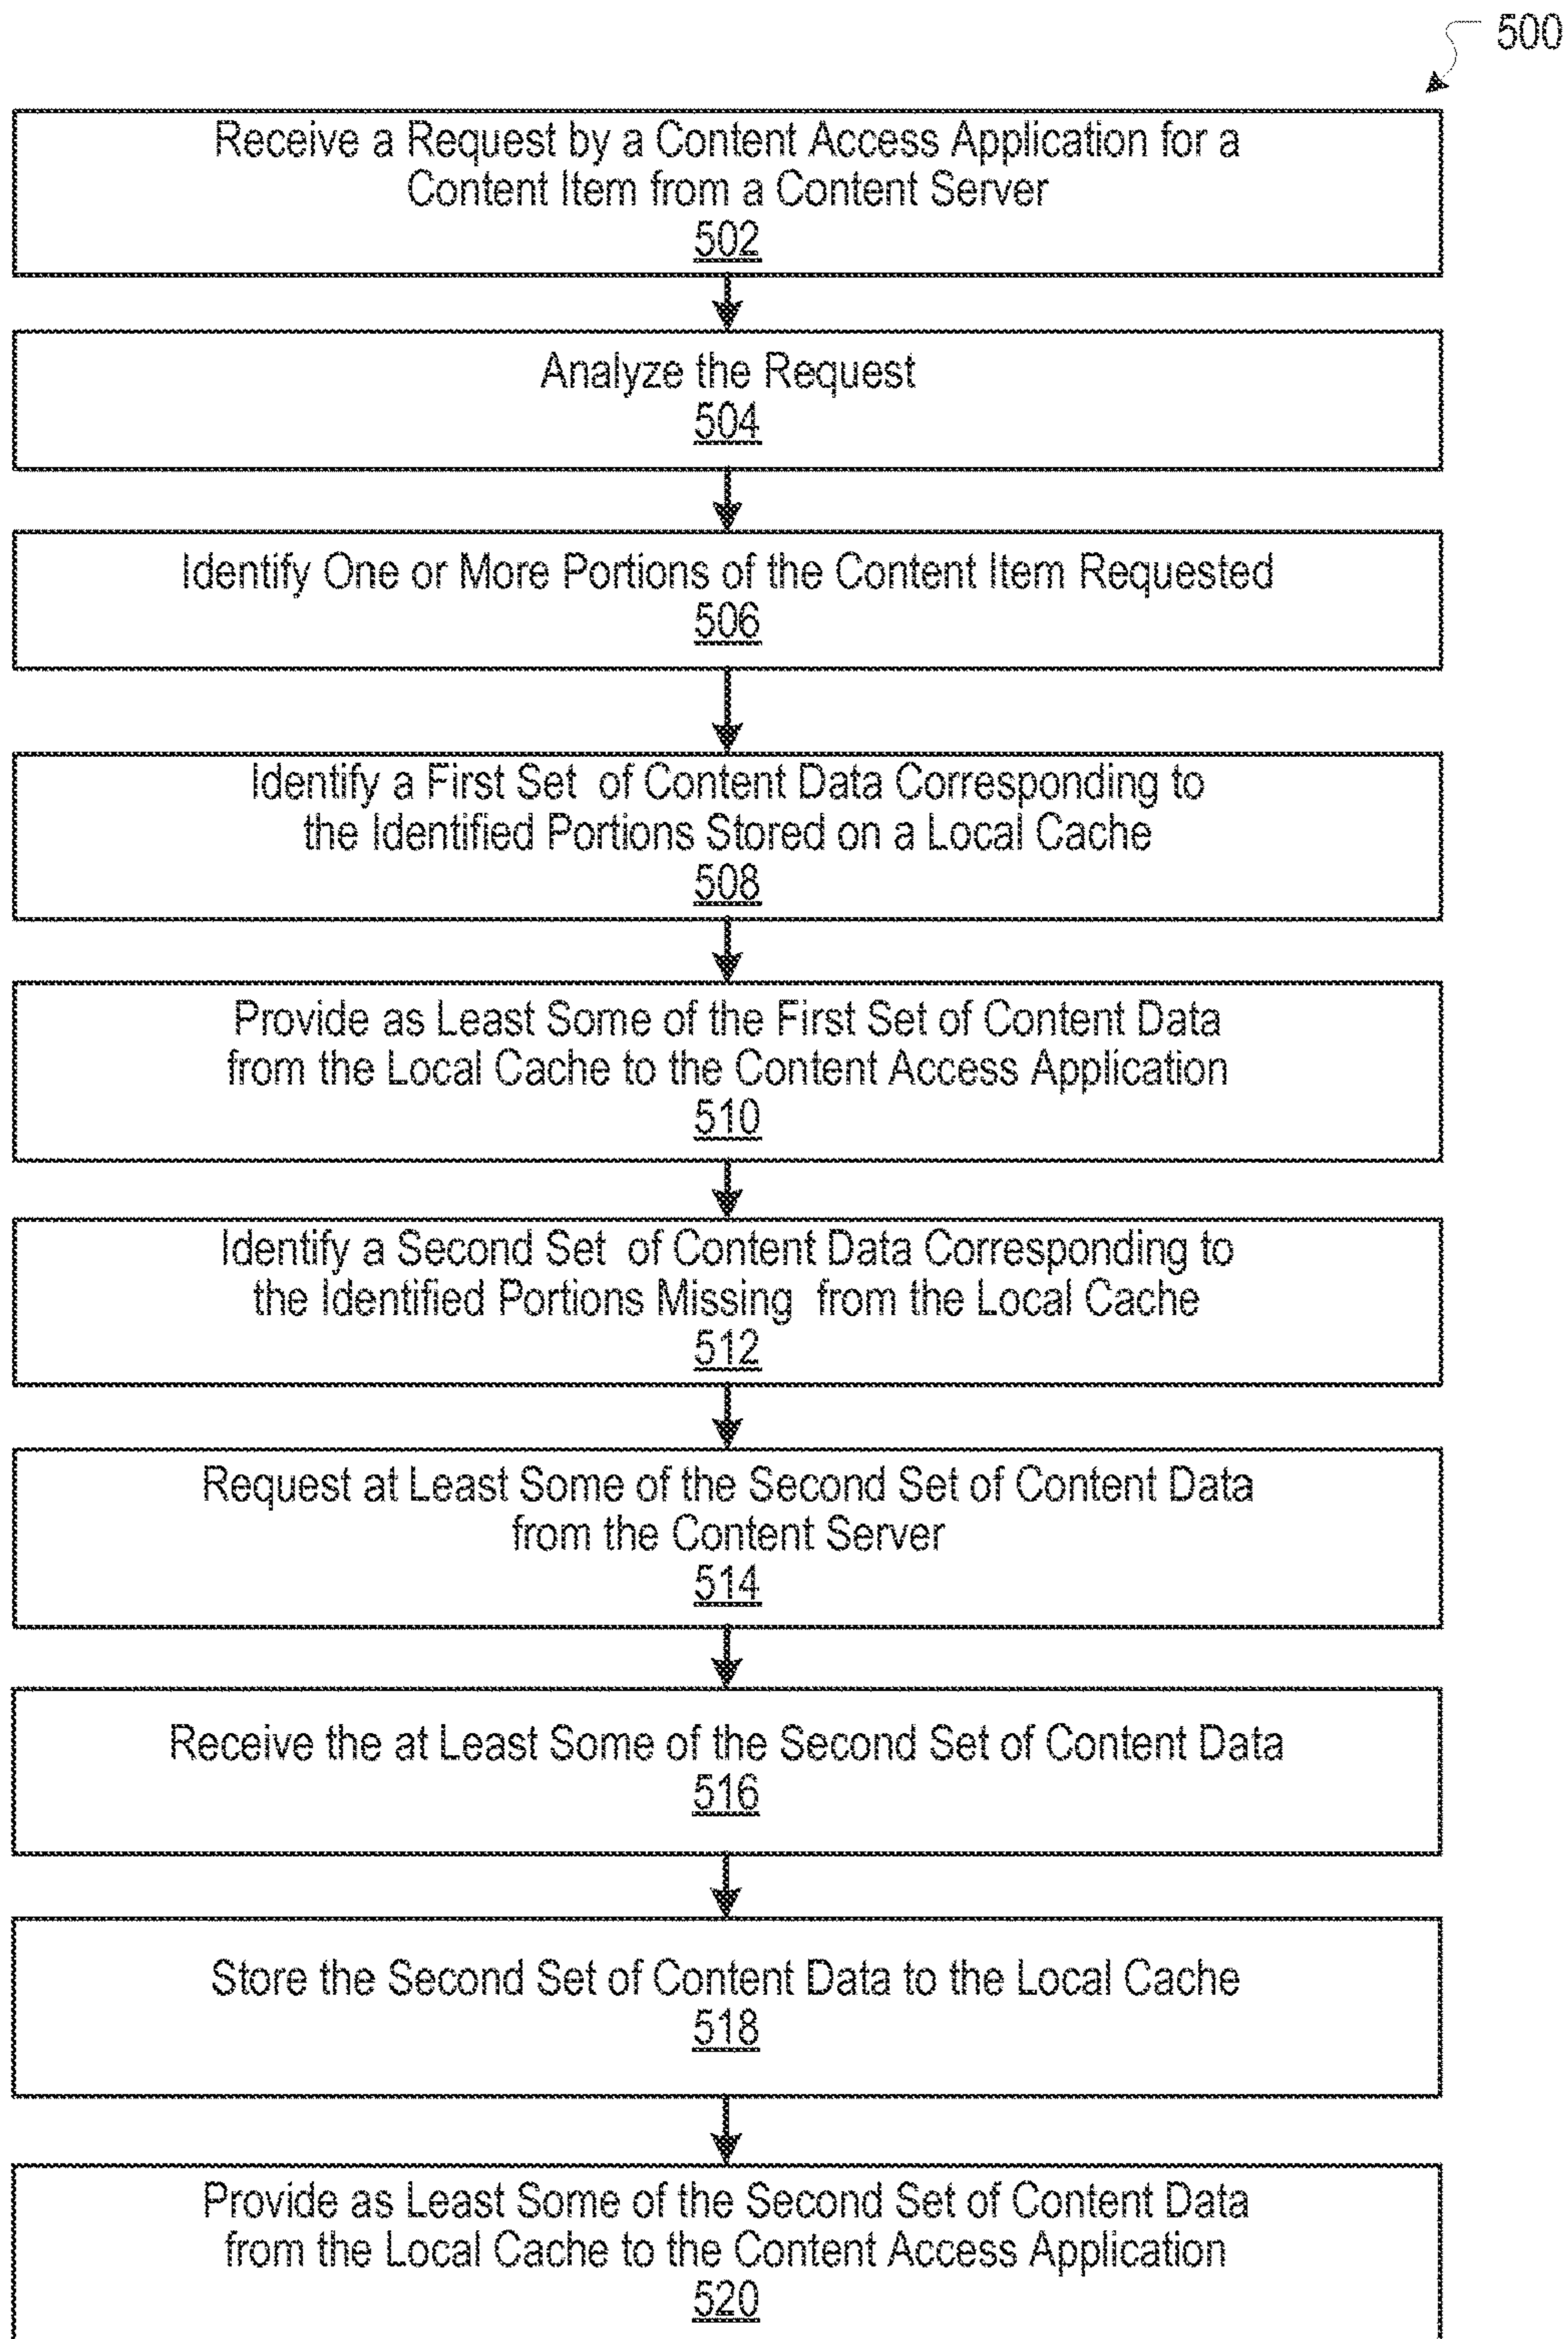 500
Receive a Request by a Content Access Application for a
Content Item from a Content Server
502
Analyze the Request
504
Identify One or More Portions of the Content Item Requested
506
Identify a First Set of Content Data Corresponding to
the Identified Portions Stored on a Local Cache
508
Provide as Least Some of the First Set of Content Data
from the Local Cache to the Content Access Application
510
Identify a Second Set of Content Data Corresponding to
the Identified Portions Missing from the Local Cache
512
Request at Least Some of the Second Set of Content Data
from the Content Server
514
Receive the at Least Some of the Second Set of Content Data
516
Store the Second Set of Content Data to the Local Cache
518
Provide as Least Some of the Second Set of Content Data
from the Local Cache to the Content Access Application
520